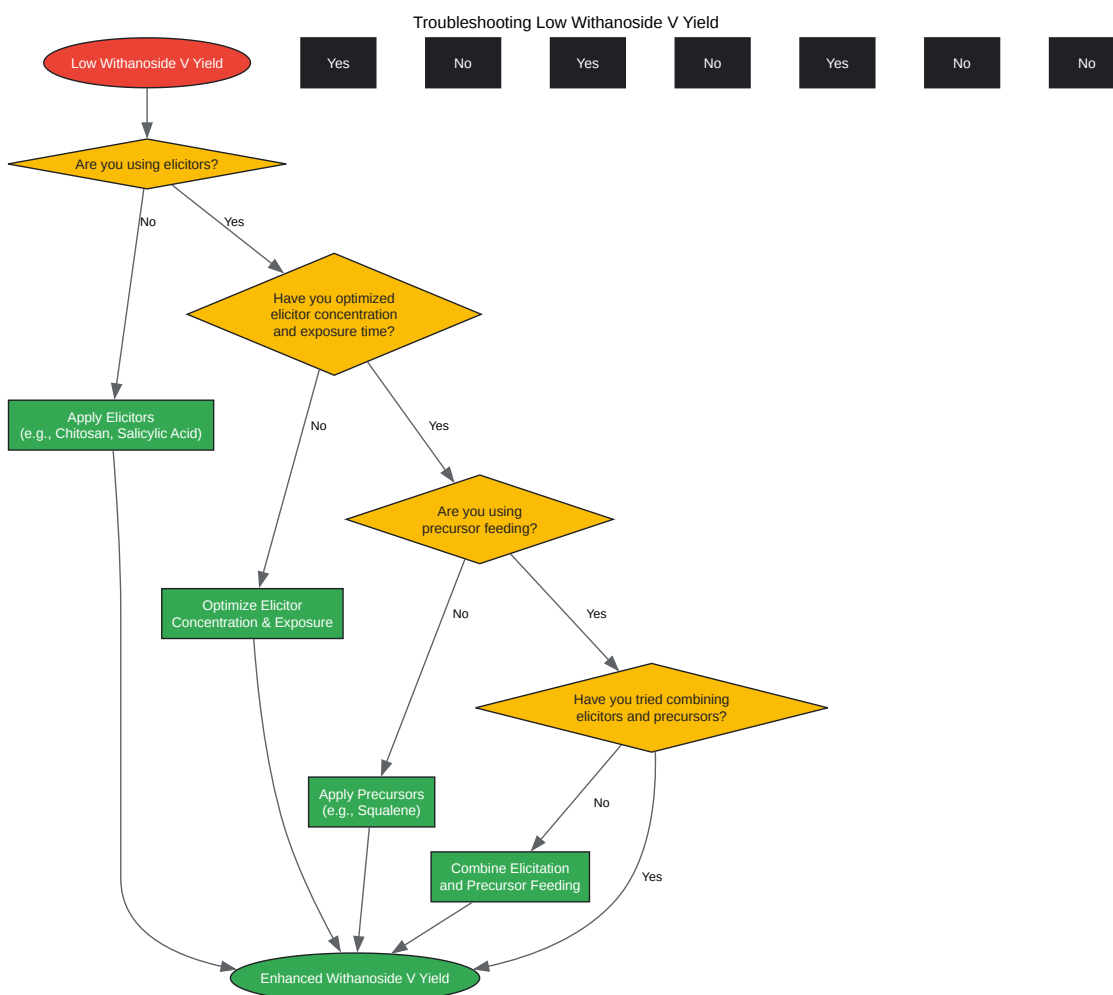 Troubleshooting Low Withanoside V Yield
Low Withanoside V Yield
Yes
No
Yes
No
Yes
No
No
Are you using elicitors?
No
Yes
Have you optimized
elicitor concentration
and exposure time?
Apply Elicitors
(e.g., Chitosan, Salicylic Acid)
No
Yes
Are you using
precursor feeding?
Optimize Elicitor
Concentration & Exposure
No
Yes
Have you tried combining
elicitors and precursors?
Apply Precursors
(e.g., Squalene)
No
Combine Elicitation
and Precursor Feeding
Yes
Enhanced Withanoside V Yield